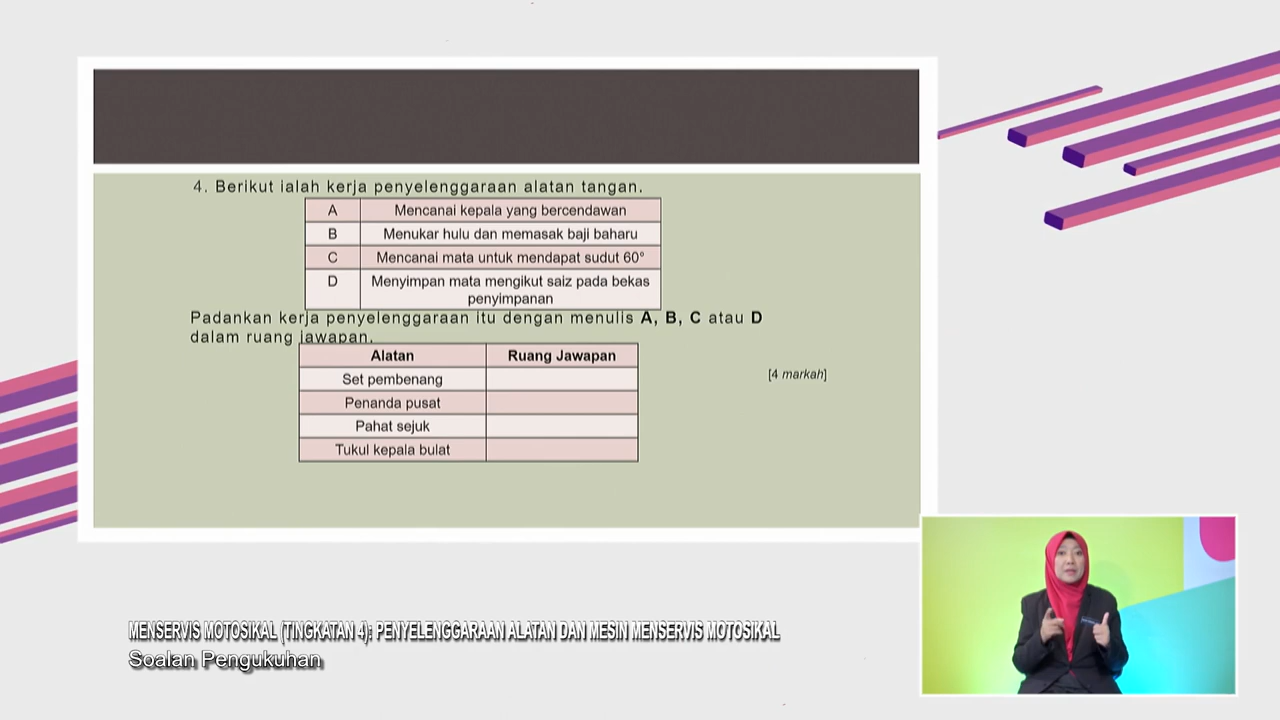 4. Berikut ialah kerja penyelenggaraan alatan tangan.
A Mencanai kepala yang bercendawan
B Menukar hulu dan memasak baji baharu
C Mencanai mata untuk mendapat sudut 60°
D Menyimpan mata mengikut saiz pada bekas
penyimpanan
Padankan kerja penyelenggaraan itu dengan menulis A, B, C atau D
dalam ruang jawapan.
Alatan Ruang Jawapan
[4 markah]
Set pembenang
Penanda pusat
Pahat sejuk
Tukul kepala bulat
MENSERVIS MOTOSIKAL (TINGKATAN 4): PENYELENGGARAAN ALATAN DAN MESIN MENSERVIS MOTOSIKAL
Soalan Pengukuhan